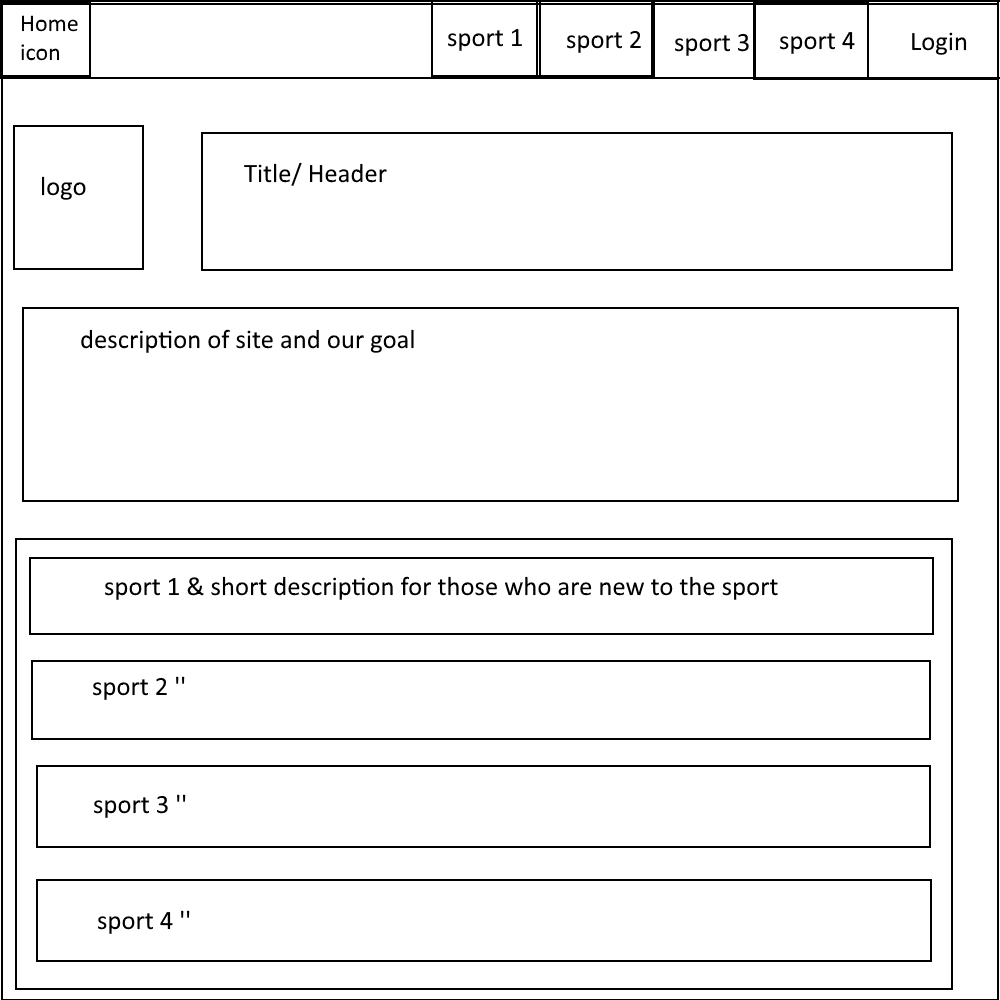 Home
icon
sport 1
sport 2
sport 3
sport 4
Login
logo
Title/ Header
description of site and our goal
sport 1 & short description for those who are new to the sport
sport 2 "
sport 3 "
sport 4 "